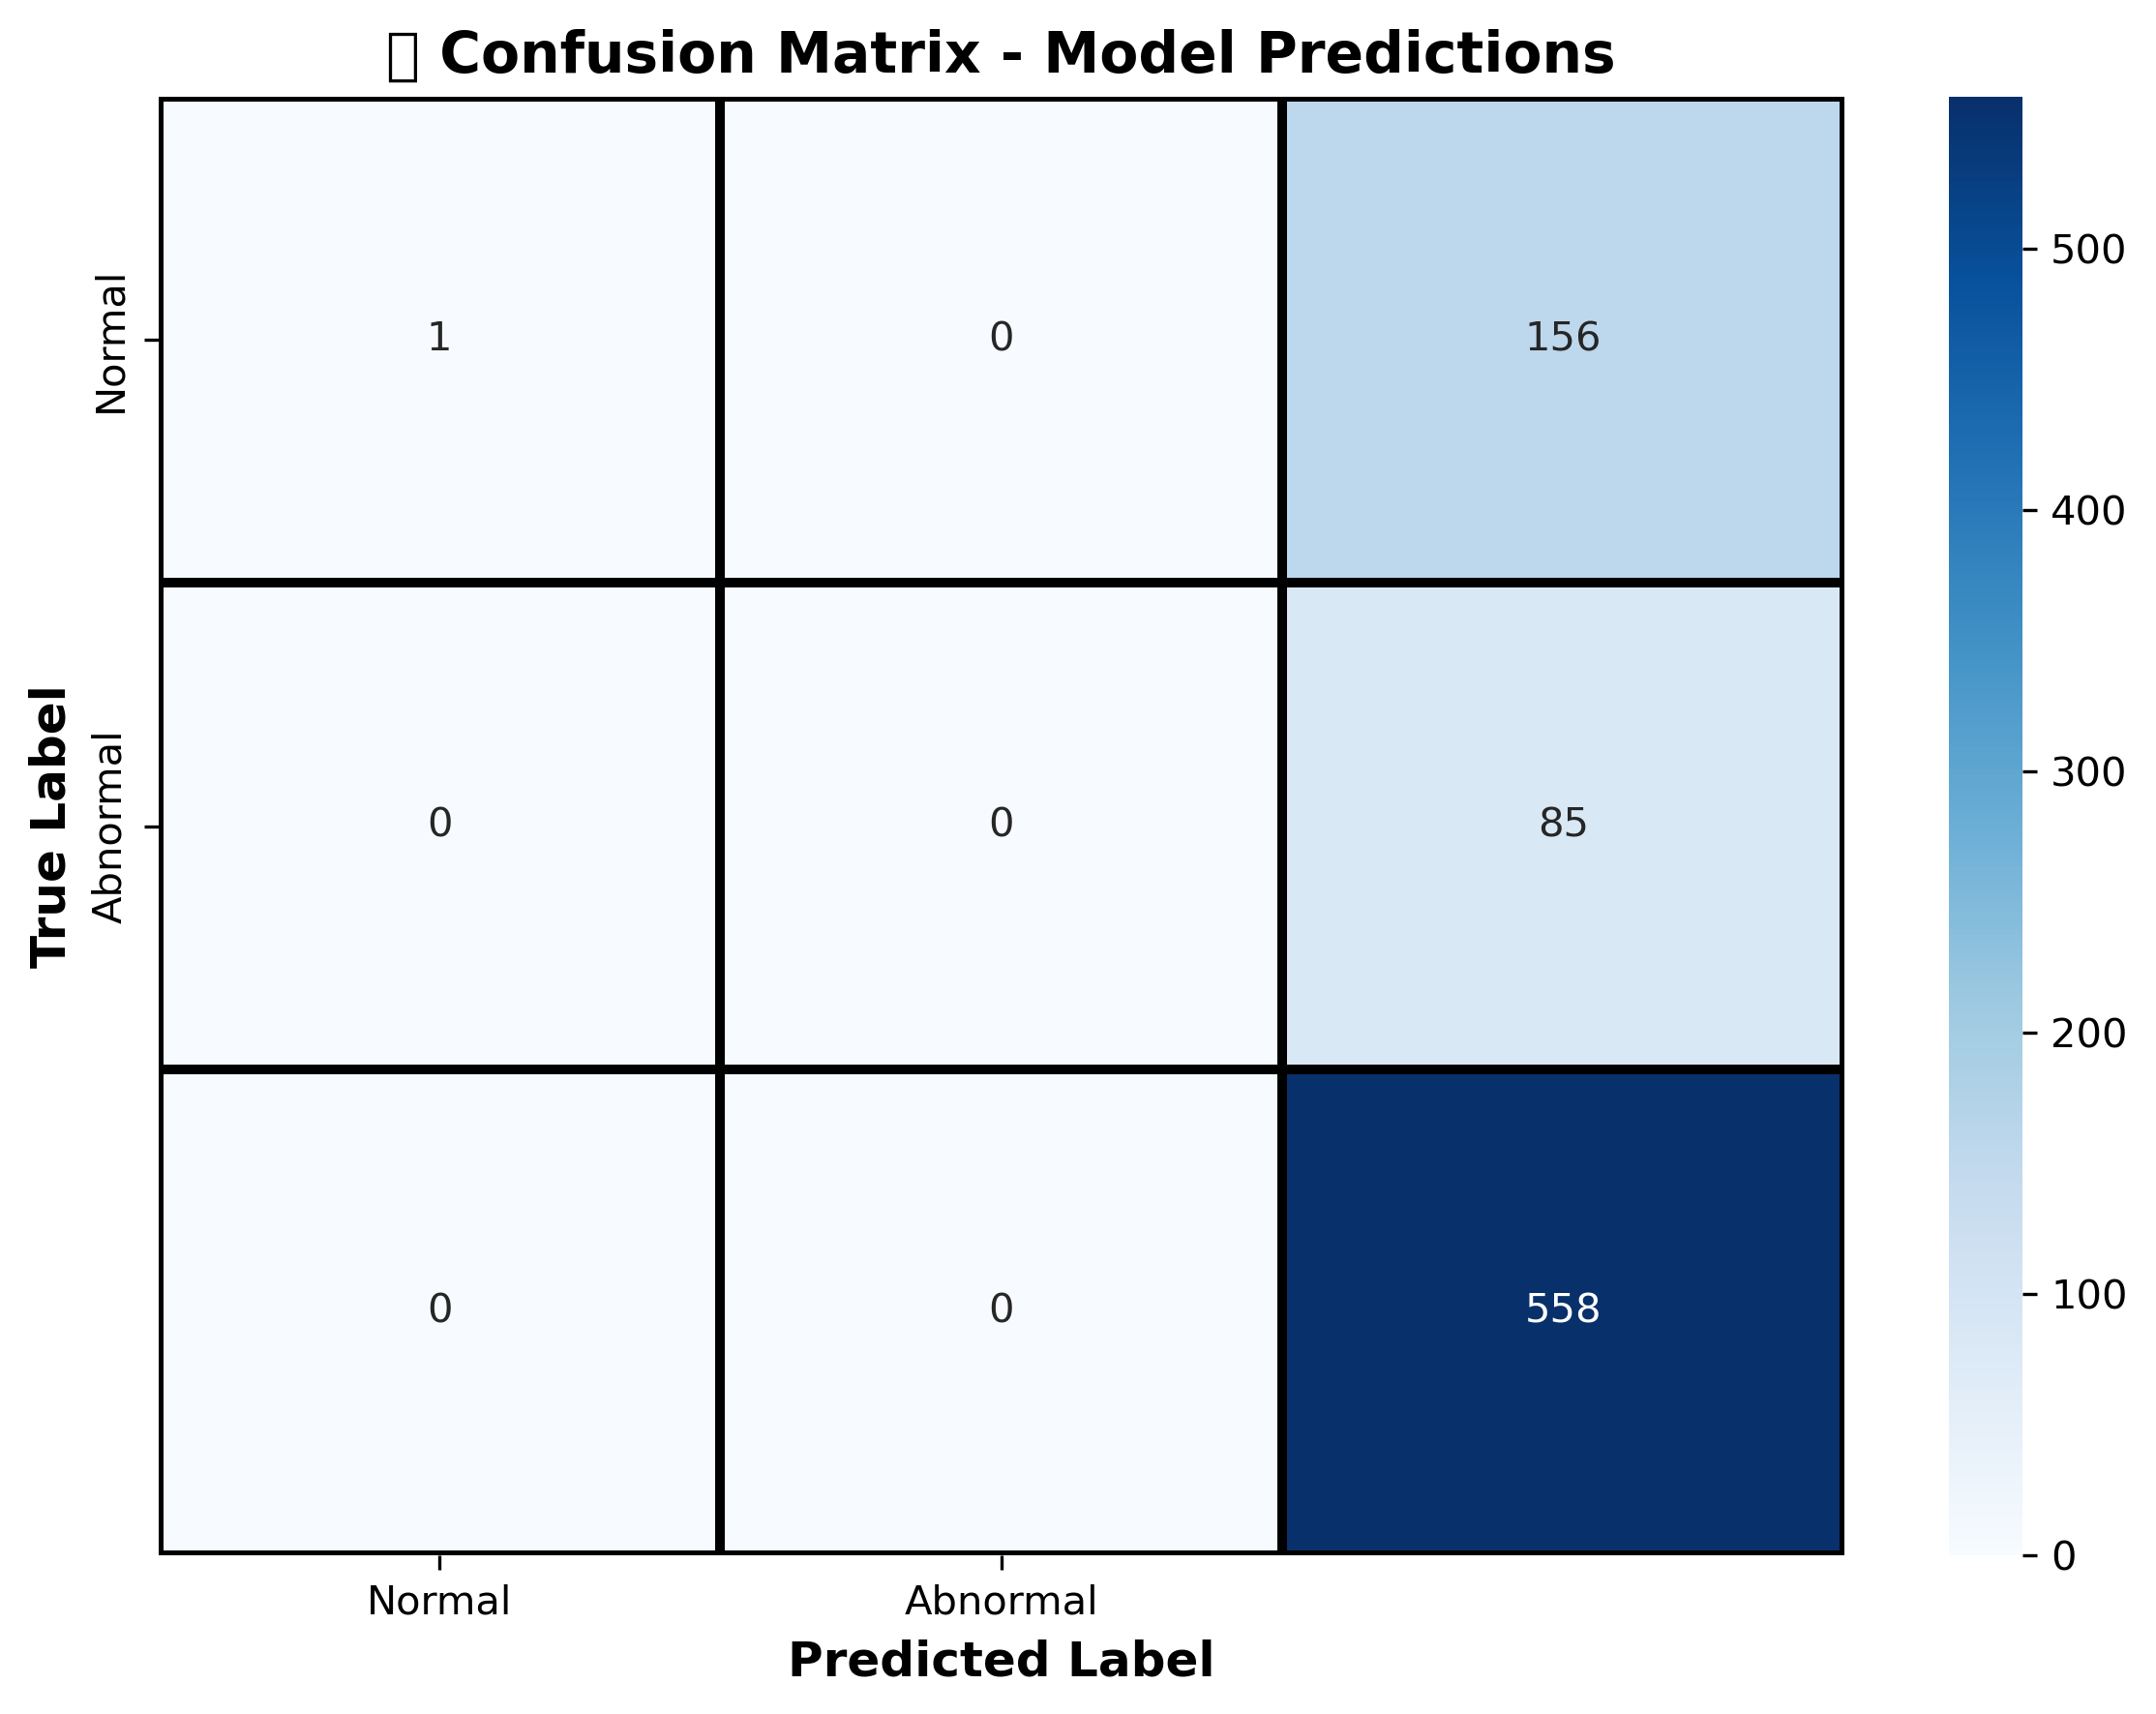 Confusion Matrix - Model Predictions
True Label
Normal
1 0 156
Abnormal
0 0 85
0 0 558
Normal Abnormal
Predicted Label
500
400
300
200
100
0